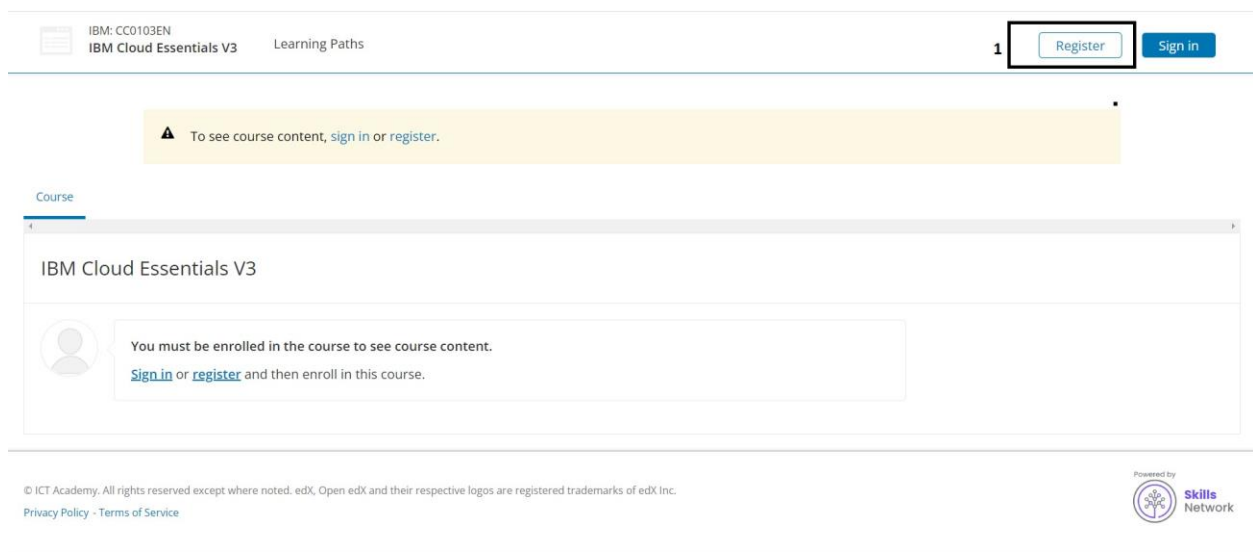 IBM: CC0103EN
IBM Cloud Essentials V3
Learning Paths
1
Register
Sign in
To see course content, sign in or register.
Course
IBM Cloud Essentials V3
You must be enrolled in the course to see course content.
Sign in or register and then enroll in this course.
© ICT Academy. All rights reserved except where noted. edX, Open edX and their respective logos are registered trademarks of edX Inc.
Privacy Policy - Terms of Service
Powered by
Skills
Network